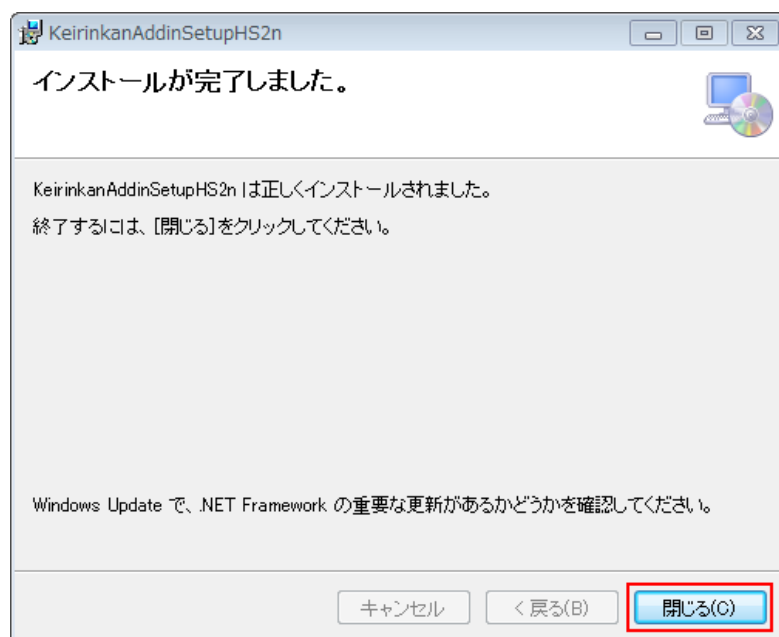 KeirinkanAddinSetupHS2n
インストールが完了しました。
KeirinkanAddinSetupHS2n は正しくインストールされました。
終了するには、[閉じる]をクリックしてください。
Windows Update で、.NET Framework の重要な更新があるかどうかを確認してください。
キャンセル
< 戻る(B)
閉じる(C)